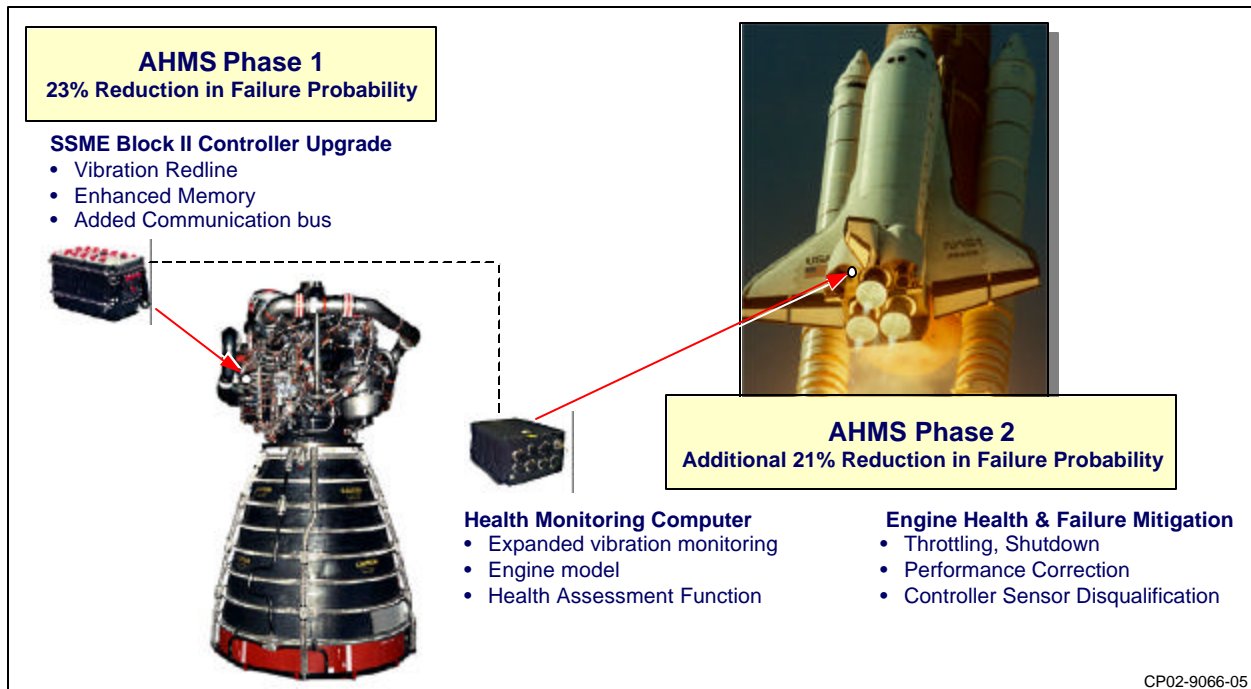 AHMS Phase 1
23% Reduction in Failure Probability
SSME Block II Controller Upgrade
• Vibration Redline
• Enhanced Memory
• Added Communication bus
USA
AHMS Phase 2
Additional 21% Reduction in Failure Probability
Health Monitoring Computer
• Expanded vibration monitoring
• Engine model
• Health Assessment Function
Engine Health & Failure Mitigation
• Throttling, Shutdown
• Performance Correction
• Controller Sensor Disqualification
CP02-9066-05